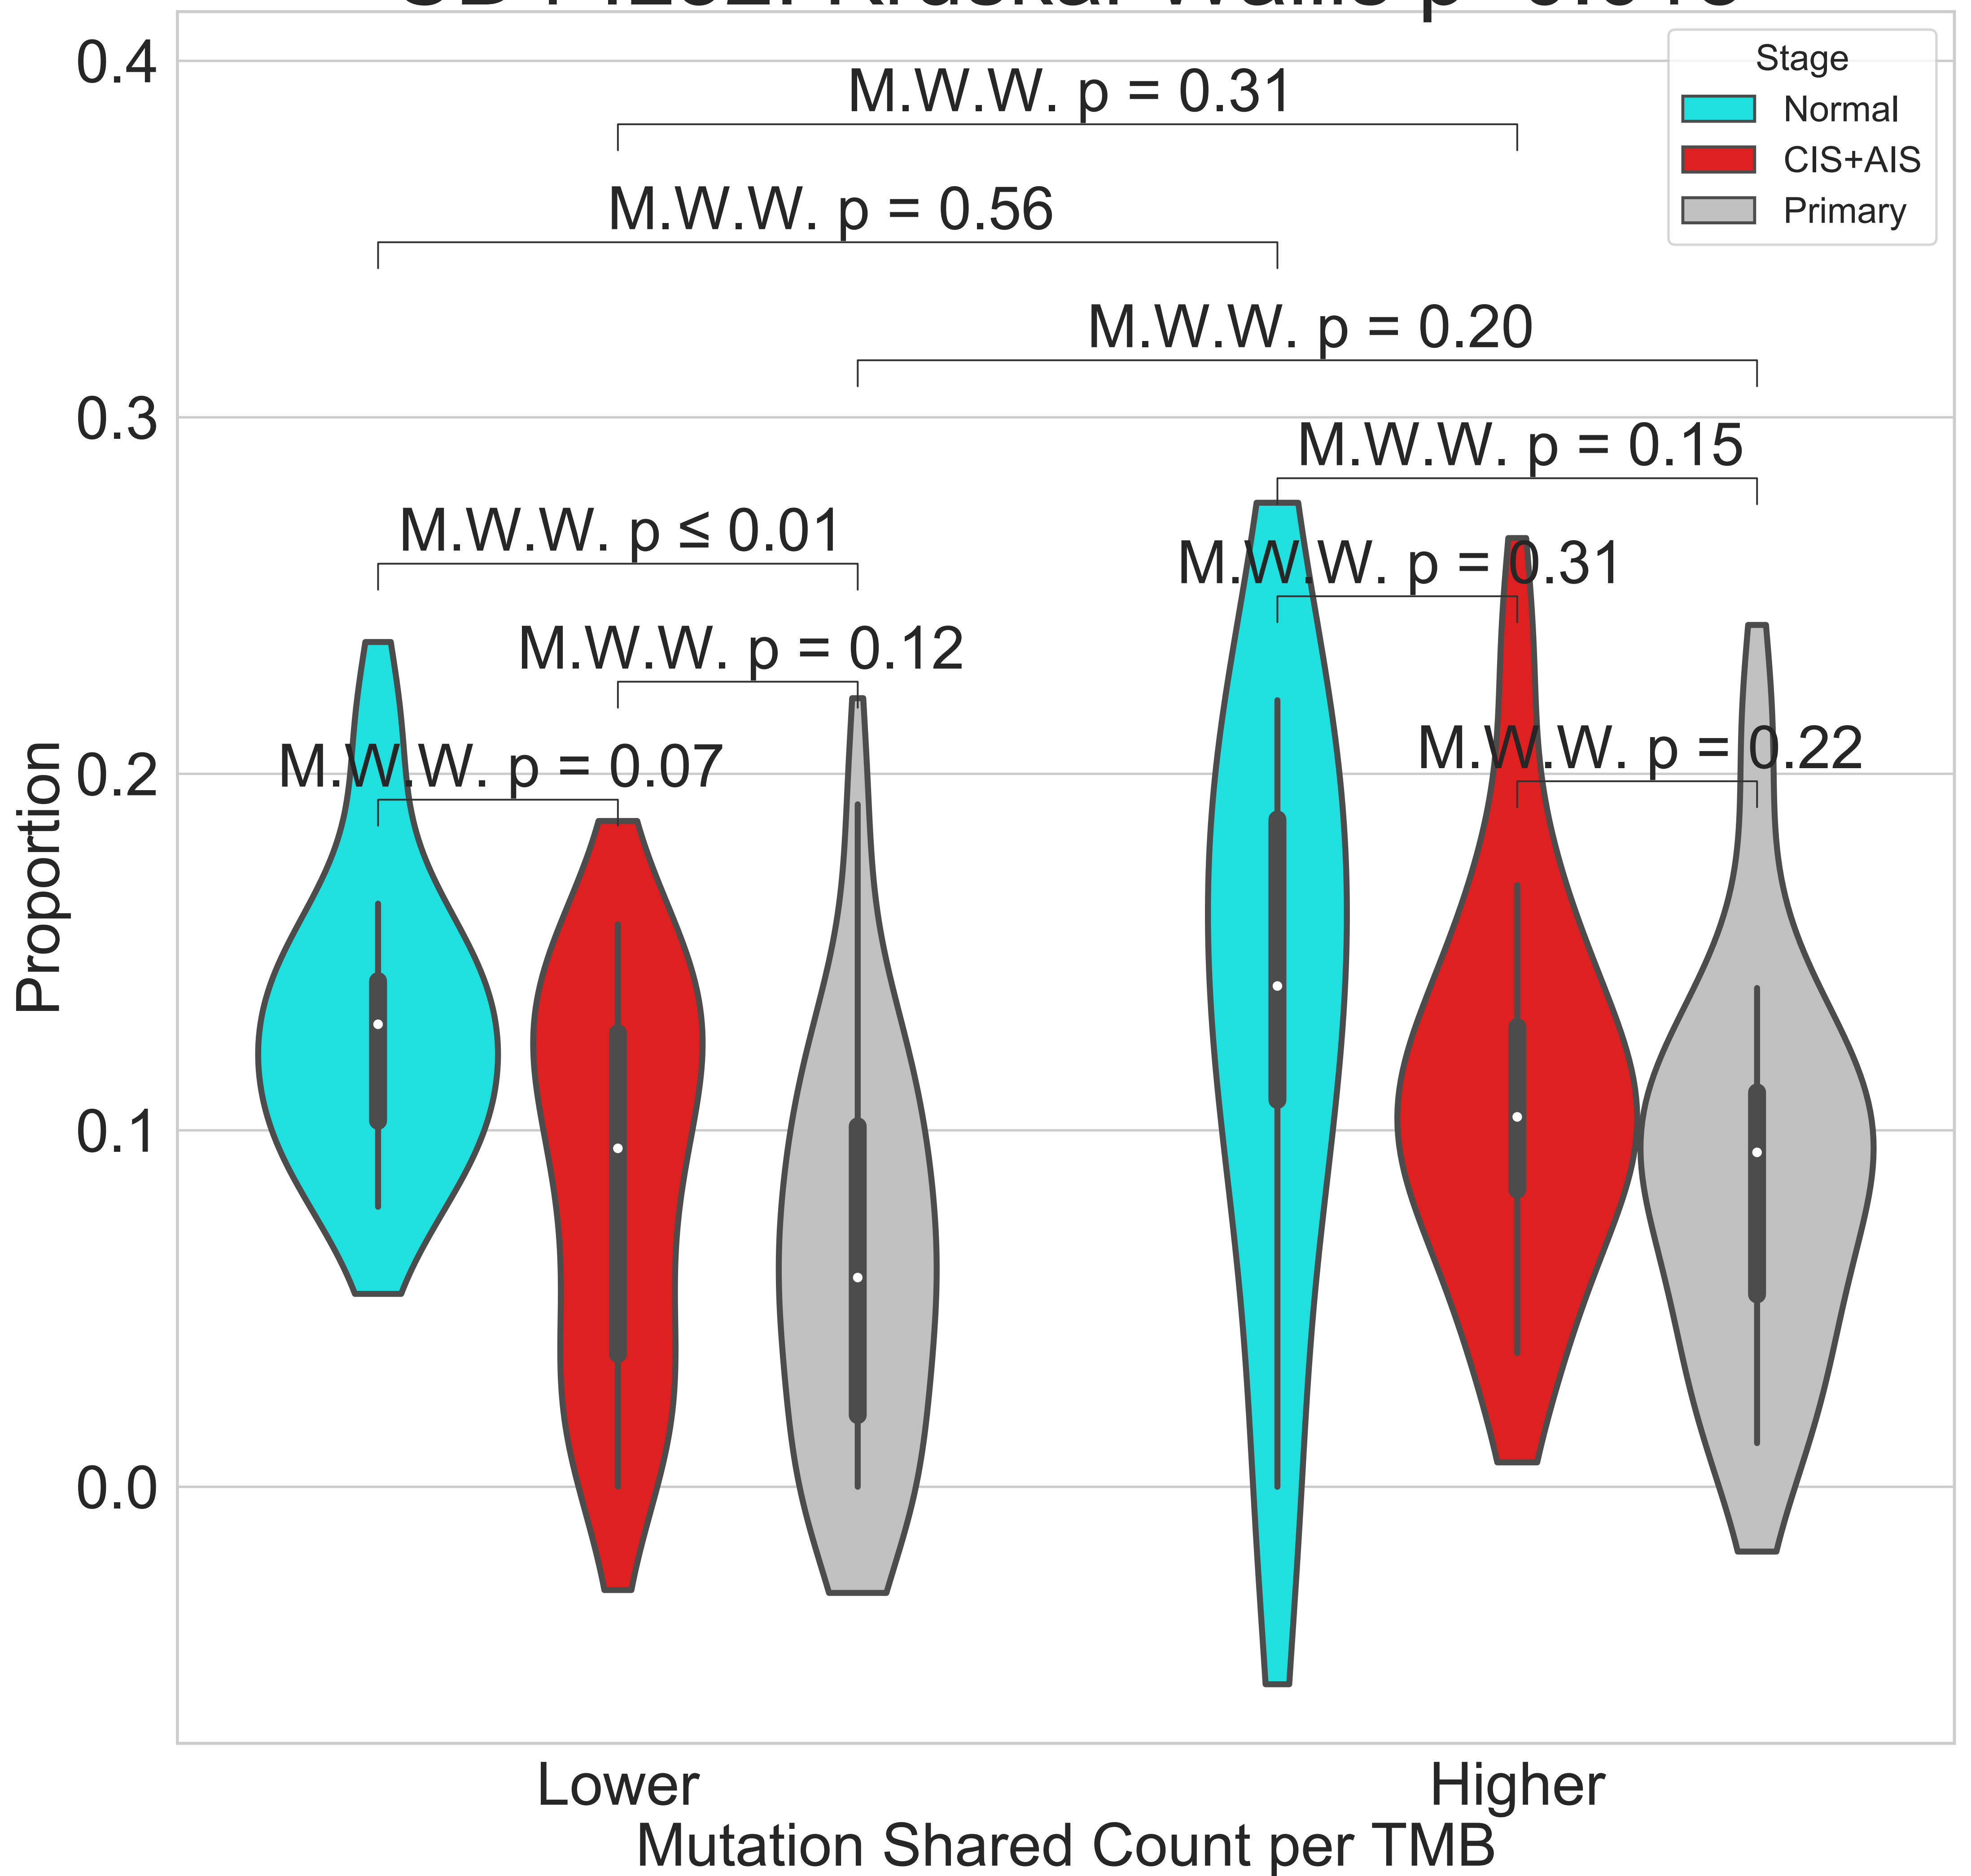 0.4
0.3
0.2
0.1
0.0
Proportion
Stage
Normal
CIS+AIS
Primary
M.W.W. p = 0.31
M.W.W. p = 0.56
M.W.W. p = 0.20
M.W.W. p = 0.15
M.W.W. p ≤ 0.01
M.W.W. p = 0.31
M.W.W. p = 0.12
M.W.W. p = 0.22
M.W.W. p = 0.07
Lower
Higher
Mutation Shared Count per TMB